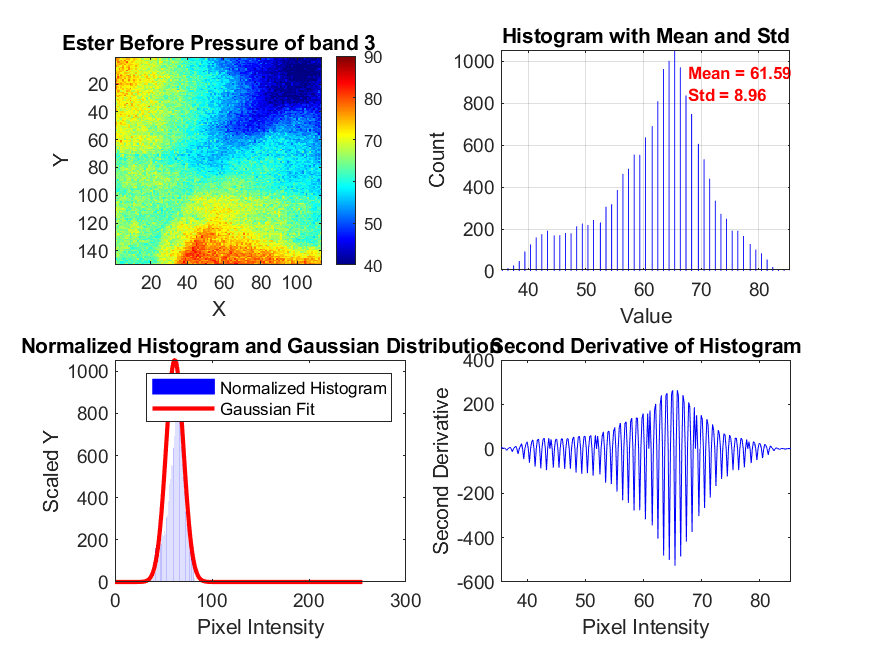 Ester Before Pressure of band 3
20
40
60
80
100
120
140
Y
20 40 60 80 100
X
90
80
70
60
50
40
Histogram with Mean and Std
Mean = 61.59
Std = 8.96
1000
800
600
400
200
0
Count
40 50 60 70 80
Value
Normalized Histogram and Gaussian Distribution
Normalized Histogram
Gaussian Fit
1000
800
600
400
200
0
Scaled Y
0 100 200 300
Pixel Intensity
Second Derivative of Histogram
400
200
0
-200
-400
-600
Second Derivative
40 50 60 70 80
Pixel Intensity